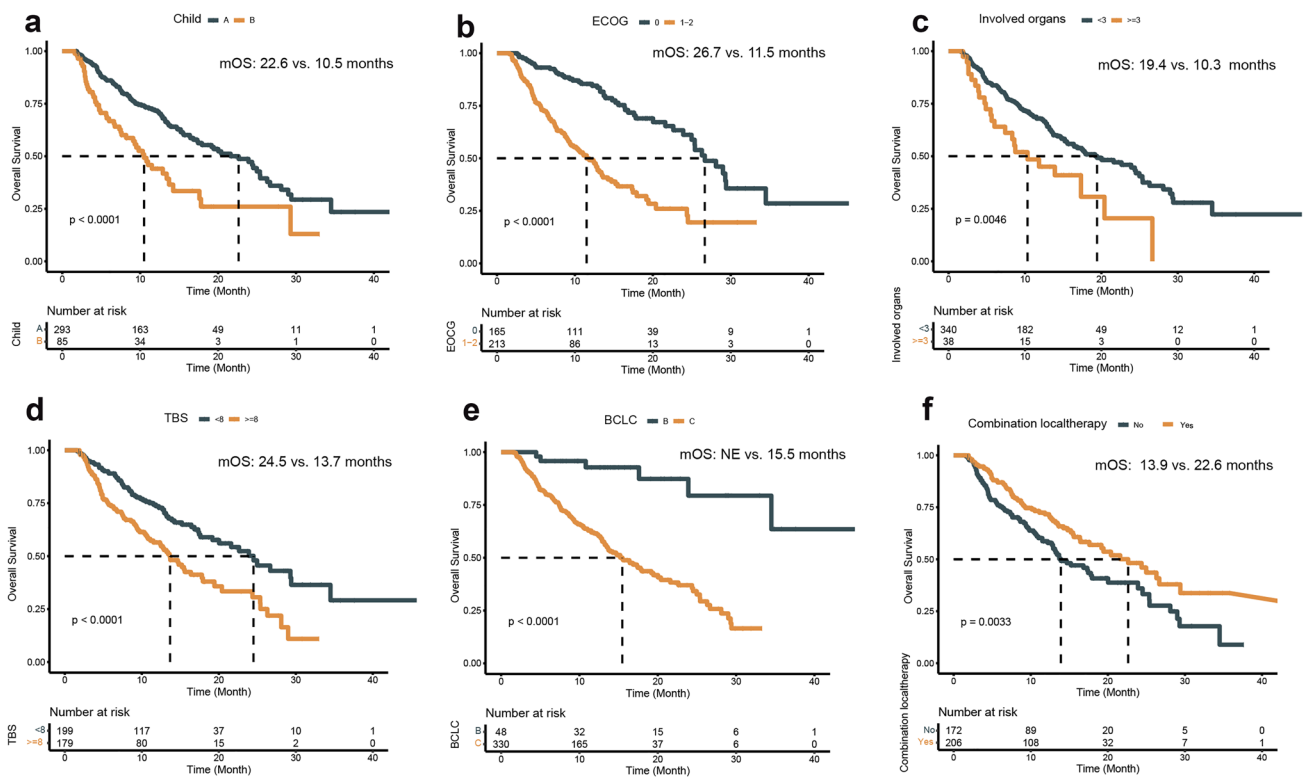 a
Child A B
mOS: 22.6 vs. 10.5 months
Overall Survival
1.00
0.75
0.50
0.25
0.00
p < 0.0001
0 10 20 30 40
Time (Month)
Number at risk
Child
A 293 163 49 11 1
B 85 34 3 1 0
0 10 20 30 40
Time (Month)
b
ECOG 0 1−2
mOS: 26.7 vs. 11.5 months
Overall Survival
1.00
0.75
0.50
0.25
0.00
p < 0.0001
0 10 20 30 40
Time (Month)
Number at risk
EOCG
0 165 111 39 9 1
1−2 213 86 13 3 0
0 10 20 30 40
Time (Month)
c
Involved organs <3 >=3
mOS: 19.4 vs. 10.3 months
Overall Survival
1.00
0.75
0.50
0.25
0.00
p = 0.0046
0 10 20 30 40
Time (Month)
Number at risk
Involved organs
<3 340 182 49 12 1
>=3 38 15 3 0 0
0 10 20 30 40
Time (Month)
d
TBS <8 >=8
mOS: 24.5 vs. 13.7 months
Overall Survival
1.00
0.75
0.50
0.25
0.00
p < 0.0001
0 10 20 30 40
Time (Month)
Number at risk
TBS
<8 199 117 37 10 1
>=8 179 80 15 2 0
0 10 20 30 40
Time (Month)
e
BCLC B C
mOS: NE vs. 15.5 months
Overall Survival
1.00
0.75
0.50
0.25
0.00
p < 0.0001
0 10 20 30 40
Time (Month)
Number at risk
BCLC
B 48 32 15 6 1
C 330 165 37 6 0
0 10 20 30 40
Time (Month)
f
Combination localtherapy No Yes
mOS: 13.9 vs. 22.6 months
Overall Survival
1.00
0.75
0.50
0.25
0.00
p = 0.0033
0 10 20 30 40
Time (Month)
Number at risk
Combination localtherapy
No 172 89 20 5 0
Yes 206 108 32 7 1
0 10 20 30 40
Time (Month)